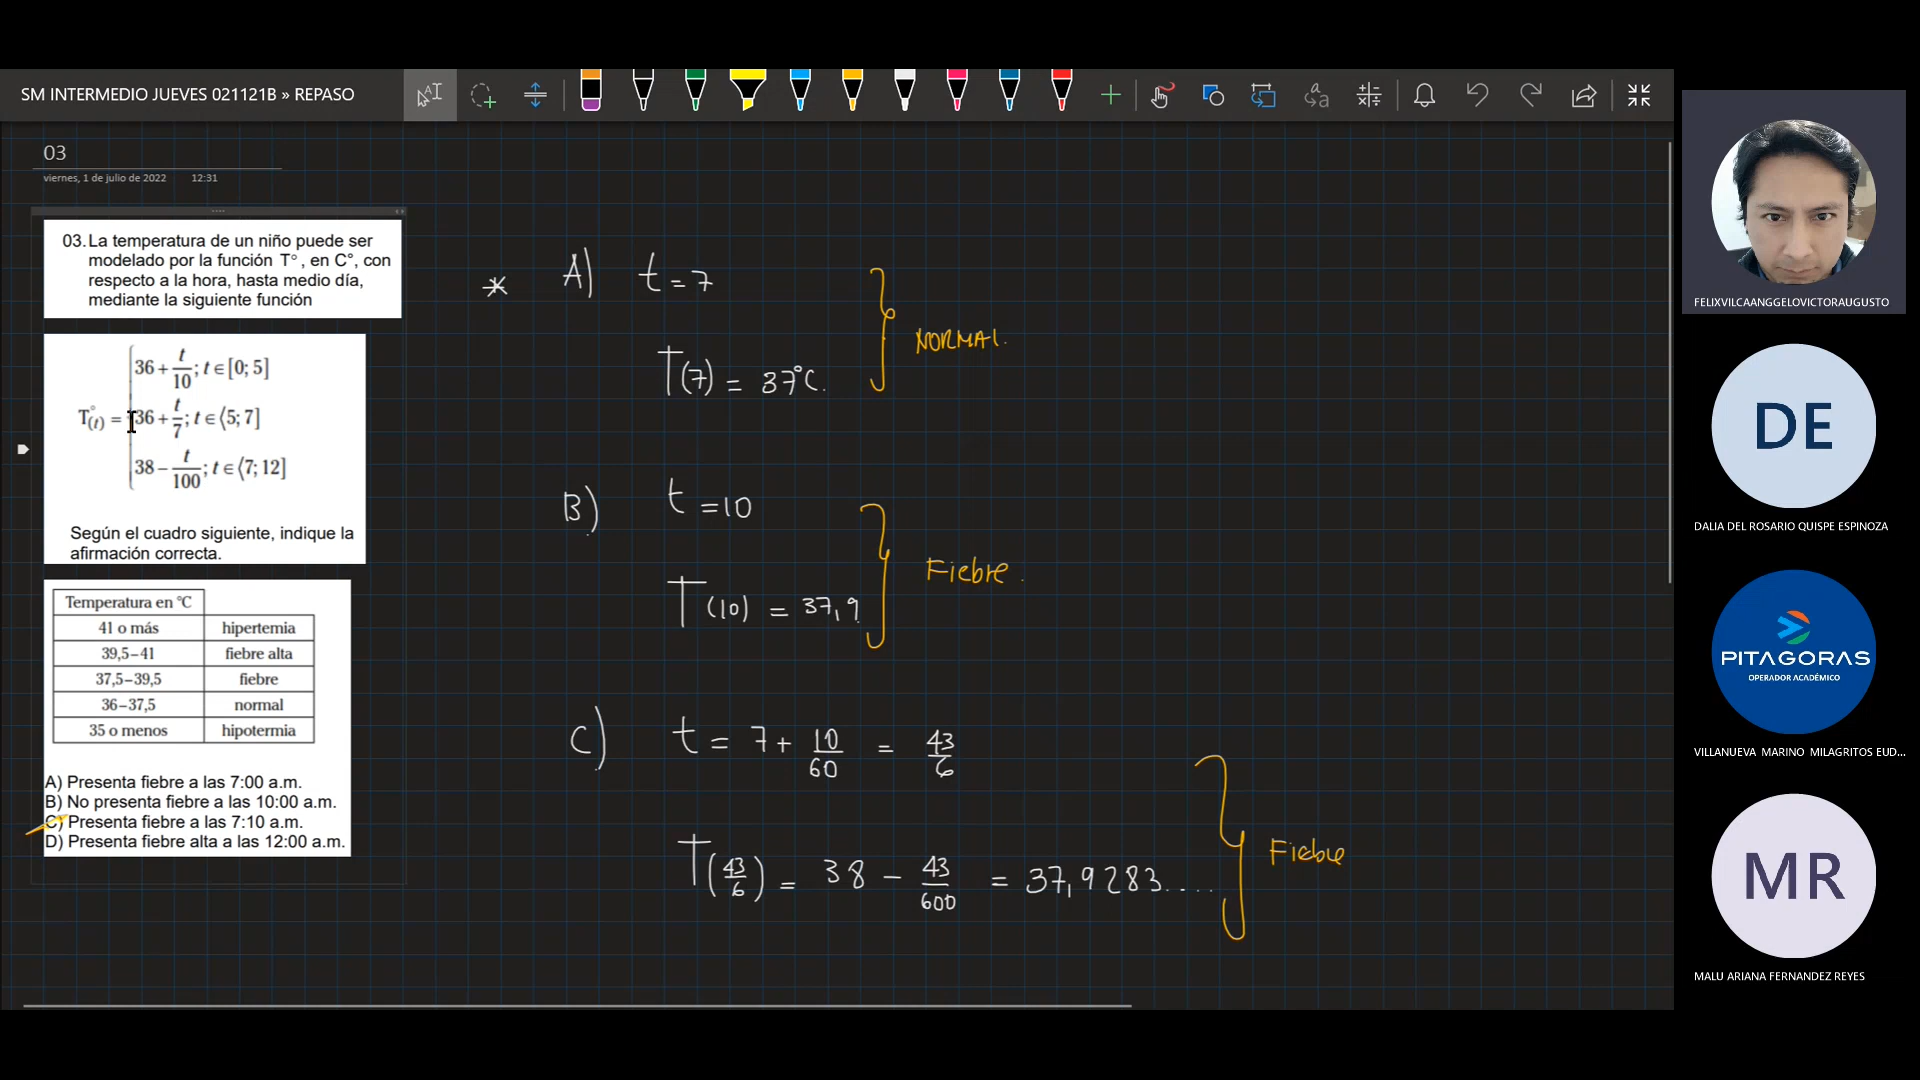 SM INTERMEDIO JUEVES 021121B » REPASO
03
viernes, 1 de julio de 2022 12:31
03. La temperatura de un niño puede ser
modelado por la función T°, en C°, con
respecto a la hora, hasta medio día,
mediante la siguiente función
36 + t/10; t ∈ [0; 5]
T°(t) = 36 + t/7; t ∈ ⟨5; 7]
38 − t/100; t ∈ ⟨7; 12]
Según el cuadro siguiente, indique la
afirmación correcta.
Temperatura en °C
41 o más hipertemia
39,5–41 fiebre alta
37,5–39,5 fiebre
36–37,5 normal
35 o menos hipotermia
A) Presenta fiebre a las 7:00 a.m.
B) No presenta fiebre a las 10:00 a.m.
C) Presenta fiebre a las 7:10 a.m.
D) Presenta fiebre alta a las 12:00 a.m.
* A) t = 7
T(7) = 37°C.
NORMAL.
B) t = 10
T(10) = 37,9
Fiebre.
C) t = 7 + 10/60 = 43/6
T(43/6) = 38 − 43/600 = 37,9283....
Fiebre
FELIXVILCAANGGELOVICTORAUGUSTO
DE
DALIA DEL ROSARIO QUISPE ESPINOZA
PITAGORAS
OPERADOR ACADÉMICO
VILLANUEVA MARINO MILAGRITOS EUD...
MR
MALU ARIANA FERNANDEZ REYES